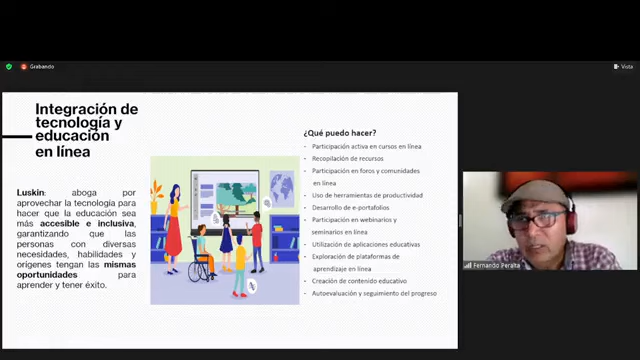 Grabando
Vista
Integración de
tecnología y
educación
en línea
Luskin: aboga por
aprovechar la tecnología para
hacer que la educación sea
más accesible e inclusiva,
garantizando que las
personas con diversas
necesidades, habilidades y
orígenes tengan las mismas
oportunidades para
aprender y tener éxito.
¿Qué puedo hacer?
- Participación activa en cursos en línea
- Recopilación de recursos
- Participación en foros y comunidades
en línea
- Uso de herramientas de productividad
- Desarrollo de e-portafolios
- Participación en webinarios y
seminarios en línea
- Utilización de aplicaciones educativas
- Exploración de plataformas de
aprendizaje en línea
- Creación de contenido educativo
- Autoevaluación y seguimiento del progreso
Fernando Peralta